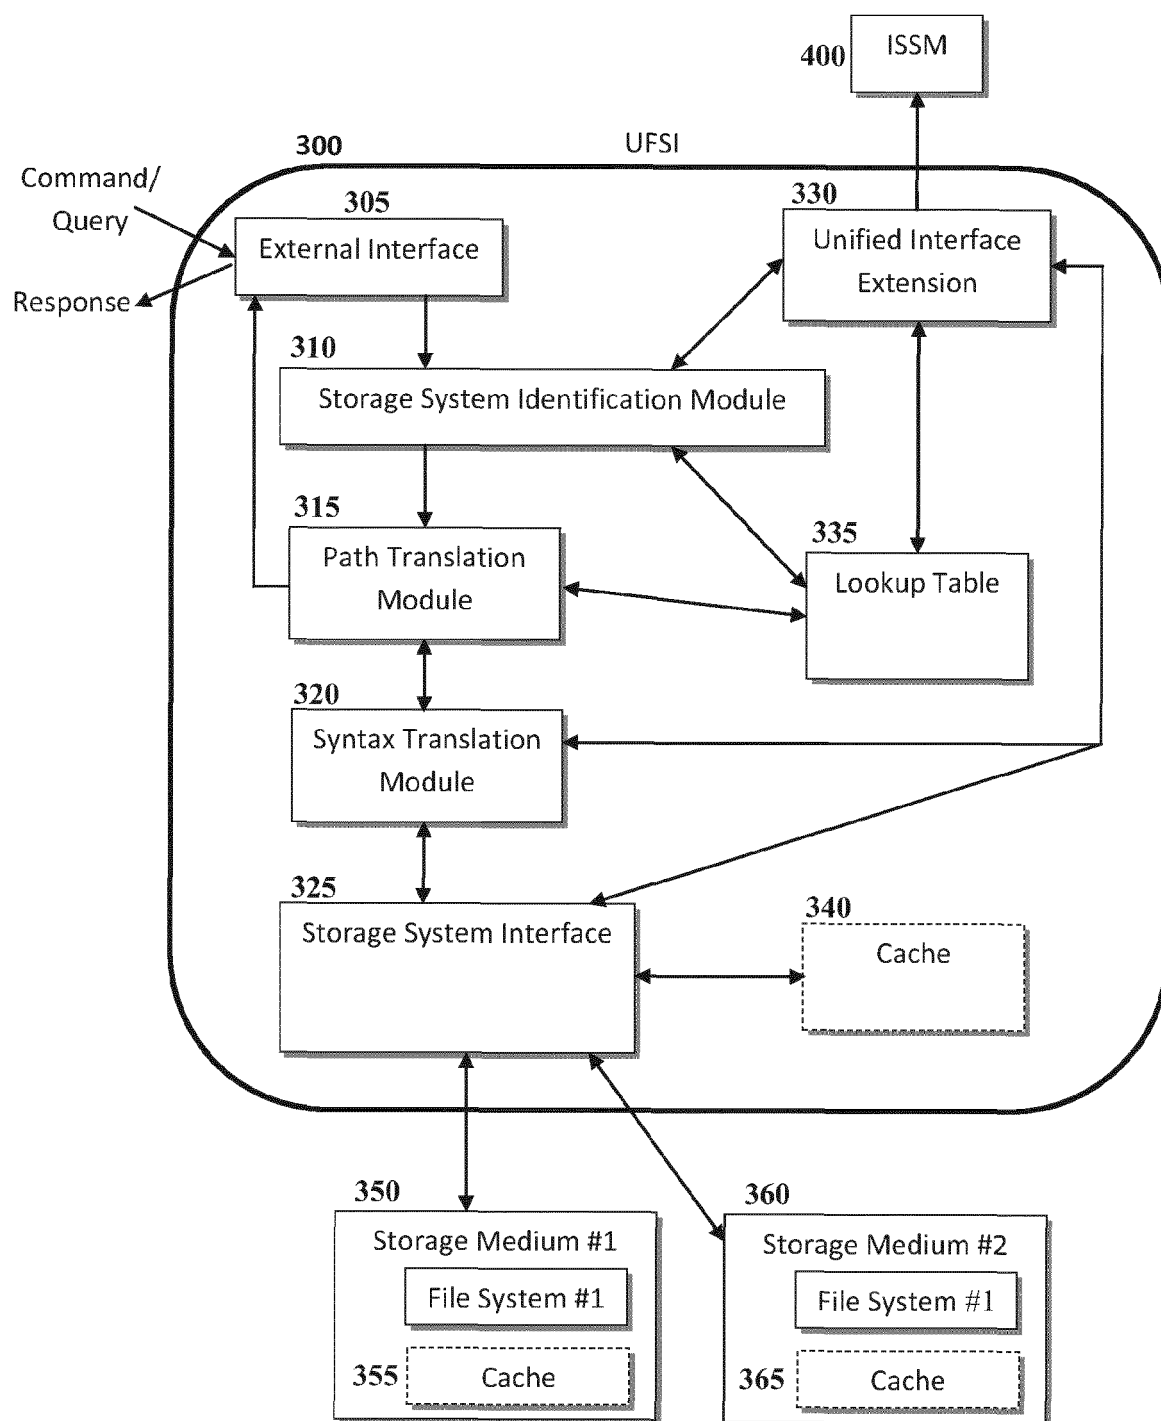 ISSM
400
300
UFSI
Command/
Query
Response
305
External Interface
330
Unified Interface
Extension
310
Storage System Identification Module
315
Path Translation
Module
335
Lookup Table
320
Syntax Translation
Module
325
Storage System Interface
340
Cache
350
Storage Medium #1
File System #1
355
Cache
360
Storage Medium #2
File System #1
365
Cache